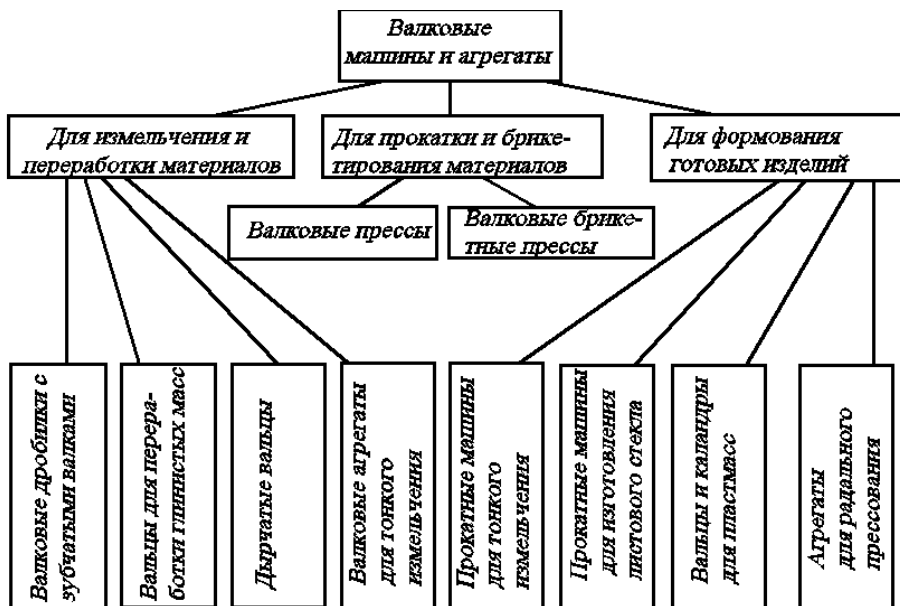 Валковые
машины и агрегаты
Для измельчения и
переработки материалов
Для прокатки и брике-
тирования материалов
Для формования
готовых изделий
Валковые прессы
Валковые брике-
тные прессы
Валковые дробилки с
зубчатыми валками
Вальцы для перера-
ботки глинистых масс
Дырчатые вальцы
Валковые агрегаты
для тонкого
измельчения
Прокатные машины
для тонкого
измельчения
Прокатные машины
для изготовления
листового стекла
Вальцы и каландры
для пластмасс
Агрегаты
для радального
прессования